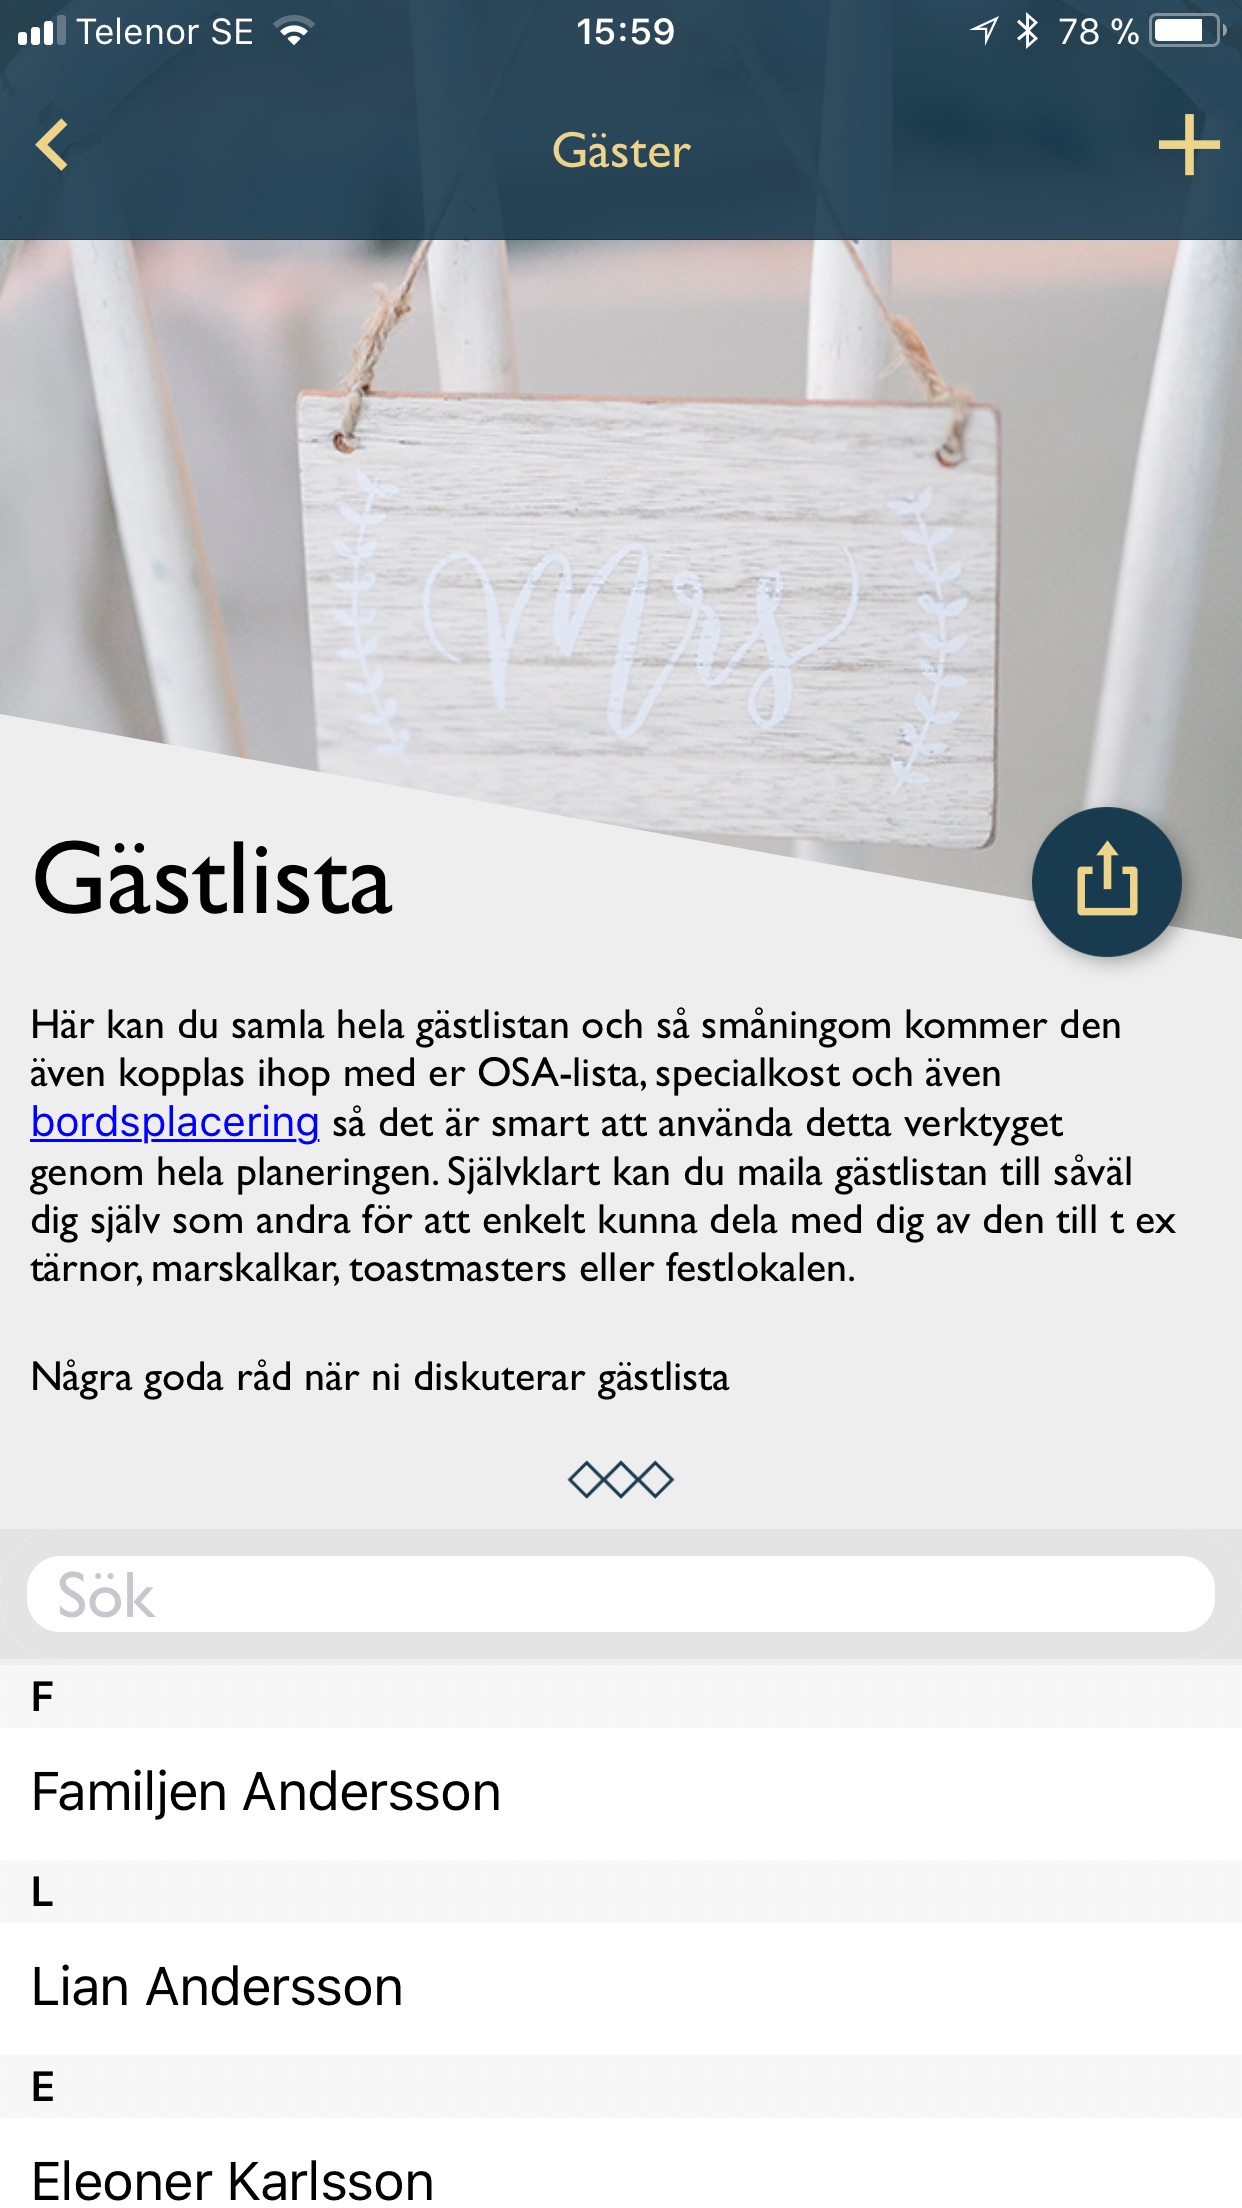 Telenor SE 15:59 78 %
Gäster
Mrs
Gästlista
Här kan du samla hela gästlistan och så småningom kommer den
även kopplas ihop med er OSA-lista, specialkost och även
bordsplacering så det är smart att använda detta verktyget
genom hela planeringen. Självklart kan du maila gästlistan till såväl
dig själv som andra för att enkelt kunna dela med dig av den till t ex
tärnor, marskalkar, toastmasters eller festlokalen.
Några goda råd när ni diskuterar gästlista
Sök
F
Familjen Andersson
L
Lian Andersson
E
Eleoner Karlsson